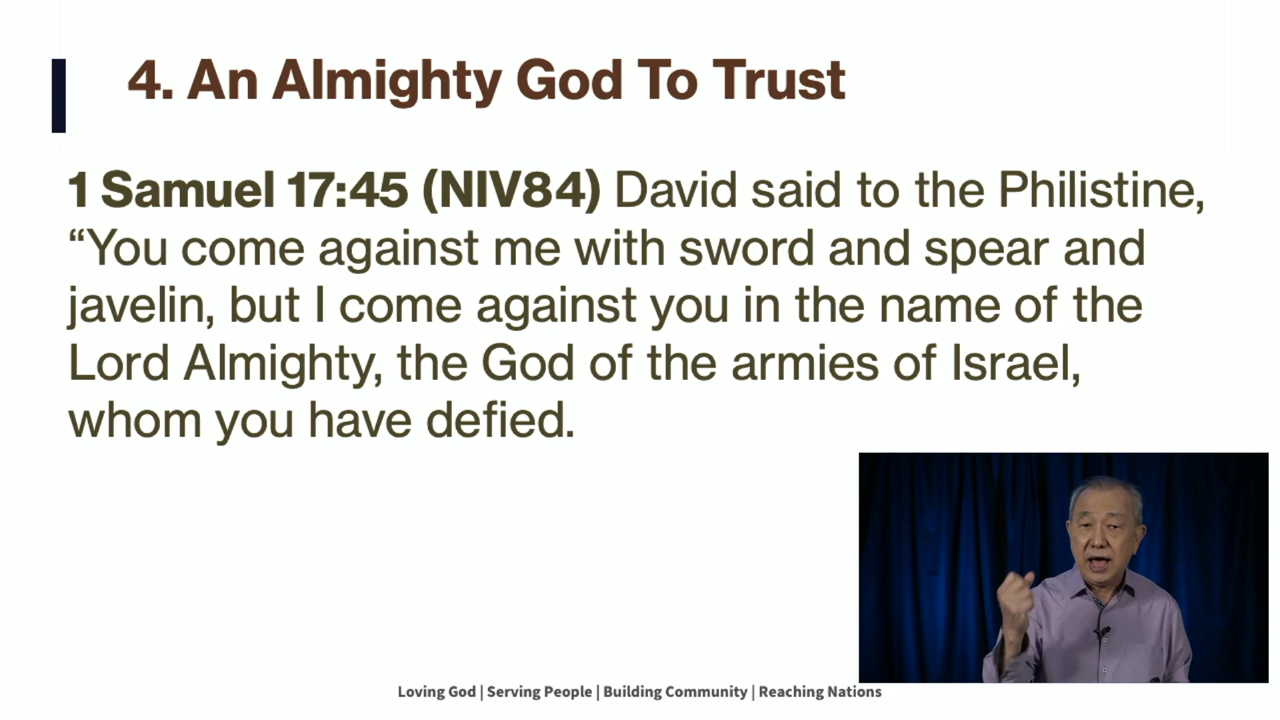 4. An Almighty God To Trust
1 Samuel 17:45 (NIV84) David said to the Philistine,
“You come against me with sword and spear and
javelin, but I come against you in the name of the
Lord Almighty, the God of the armies of Israel,
whom you have defied.
Loving God | Serving People | Building Community | Reaching Nations